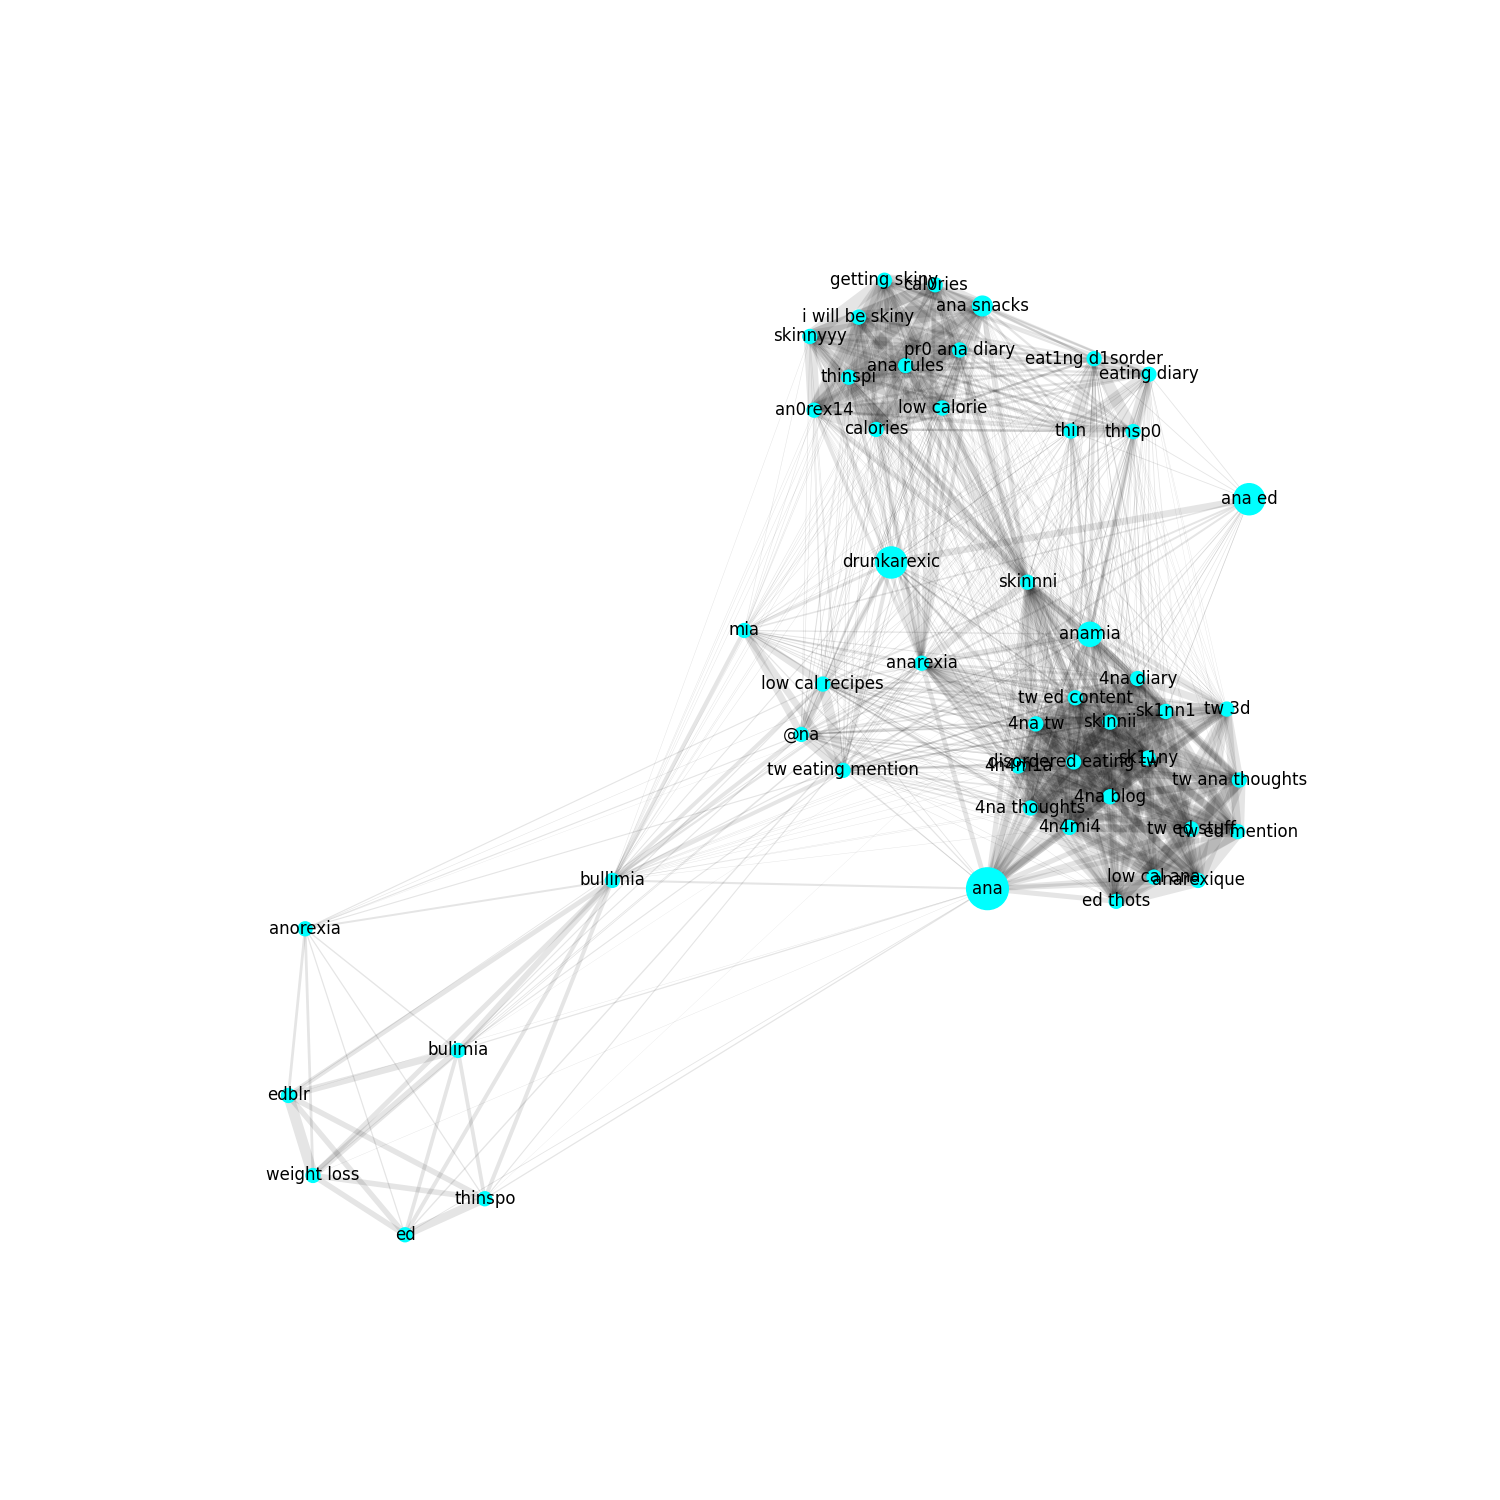 getting skiny
cal0ries
ana snacks
i will be skiny
skinnyyy
pr0 ana diary
eat1ng d1sorder
ana rules
eating diary
thinspi
an0rex14
low calorie
calories
thin
thnsp0
ana ed
drunkarexic
skinnni
mia
anamia
anarexia
4na diary
low cal recipes
tw ed content
sk1nn1
tw 3d
4na tw
skinnii
@na
sk11ny
disordered eating tw
4n4m1a
tw eating mention
tw ana thoughts
4na blog
4na thoughts
4n4mi4
tw ed stuff
tw ed mention
low cal ana
anarexique
bullimia
ana
ed thots
anorexia
bulimia
edblr
weight loss
thinspo
ed